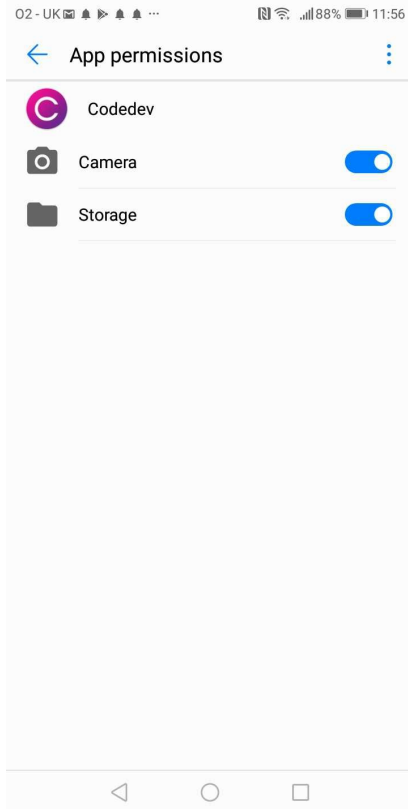 O2 - UK 88% 11:56
App permissions
C Codedev
Camera
Storage